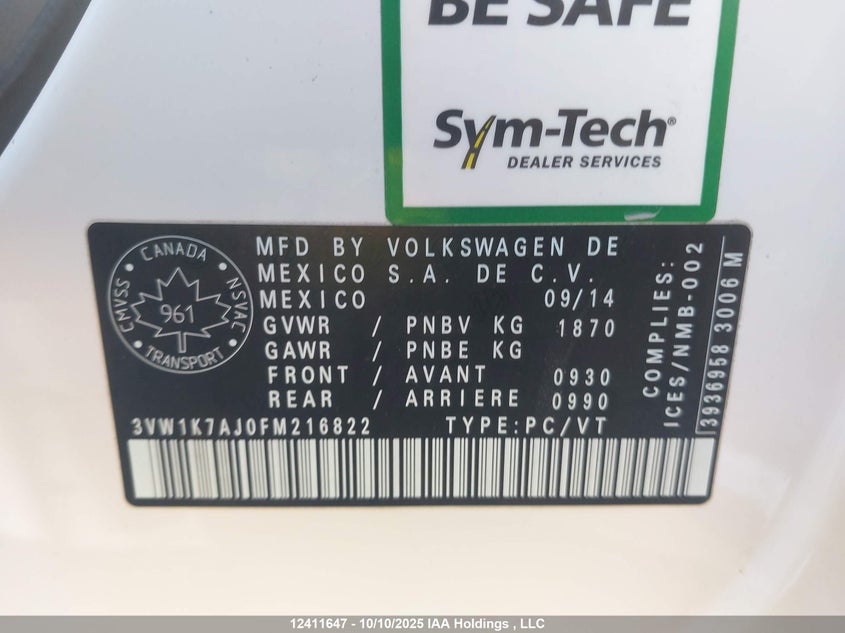 BE SAFE
Sym-Tech®
DEALER SERVICES
CANADA
CMVSS
NSVAC
961
TRANSPORT
MFD BY VOLKSWAGEN DE
MEXICO S.A. DE C.V.
MEXICO 09/14
GVWR / PNBV KG 1870
GAWR / PNBE KG
FRONT / AVANT 0930
REAR / ARRIERE 0990
3VW1K7AJ0FM216822 TYPE:PC/VT
COMPLIES:
ICES/NMB-002
3936958 3006 M
12411647 - 10/10/2025 IAA Holdings , LLC